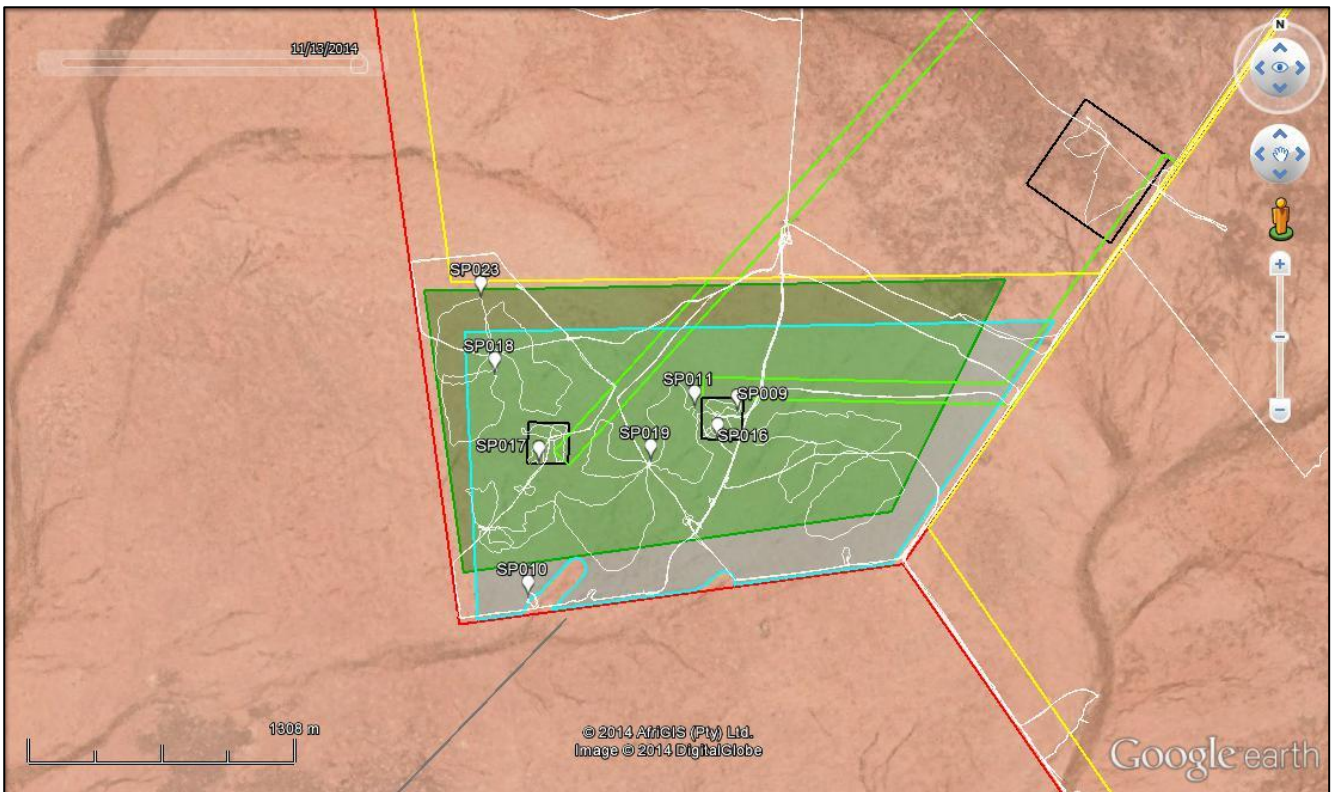 11/13/2014
N
SP023
SP018
SP011
SP009
SP016
SP017
SP019
SP010
1308 m
© 2014 AfriGIS (Pty) Ltd.
Image © 2014 DigitalGlobe
Google earth